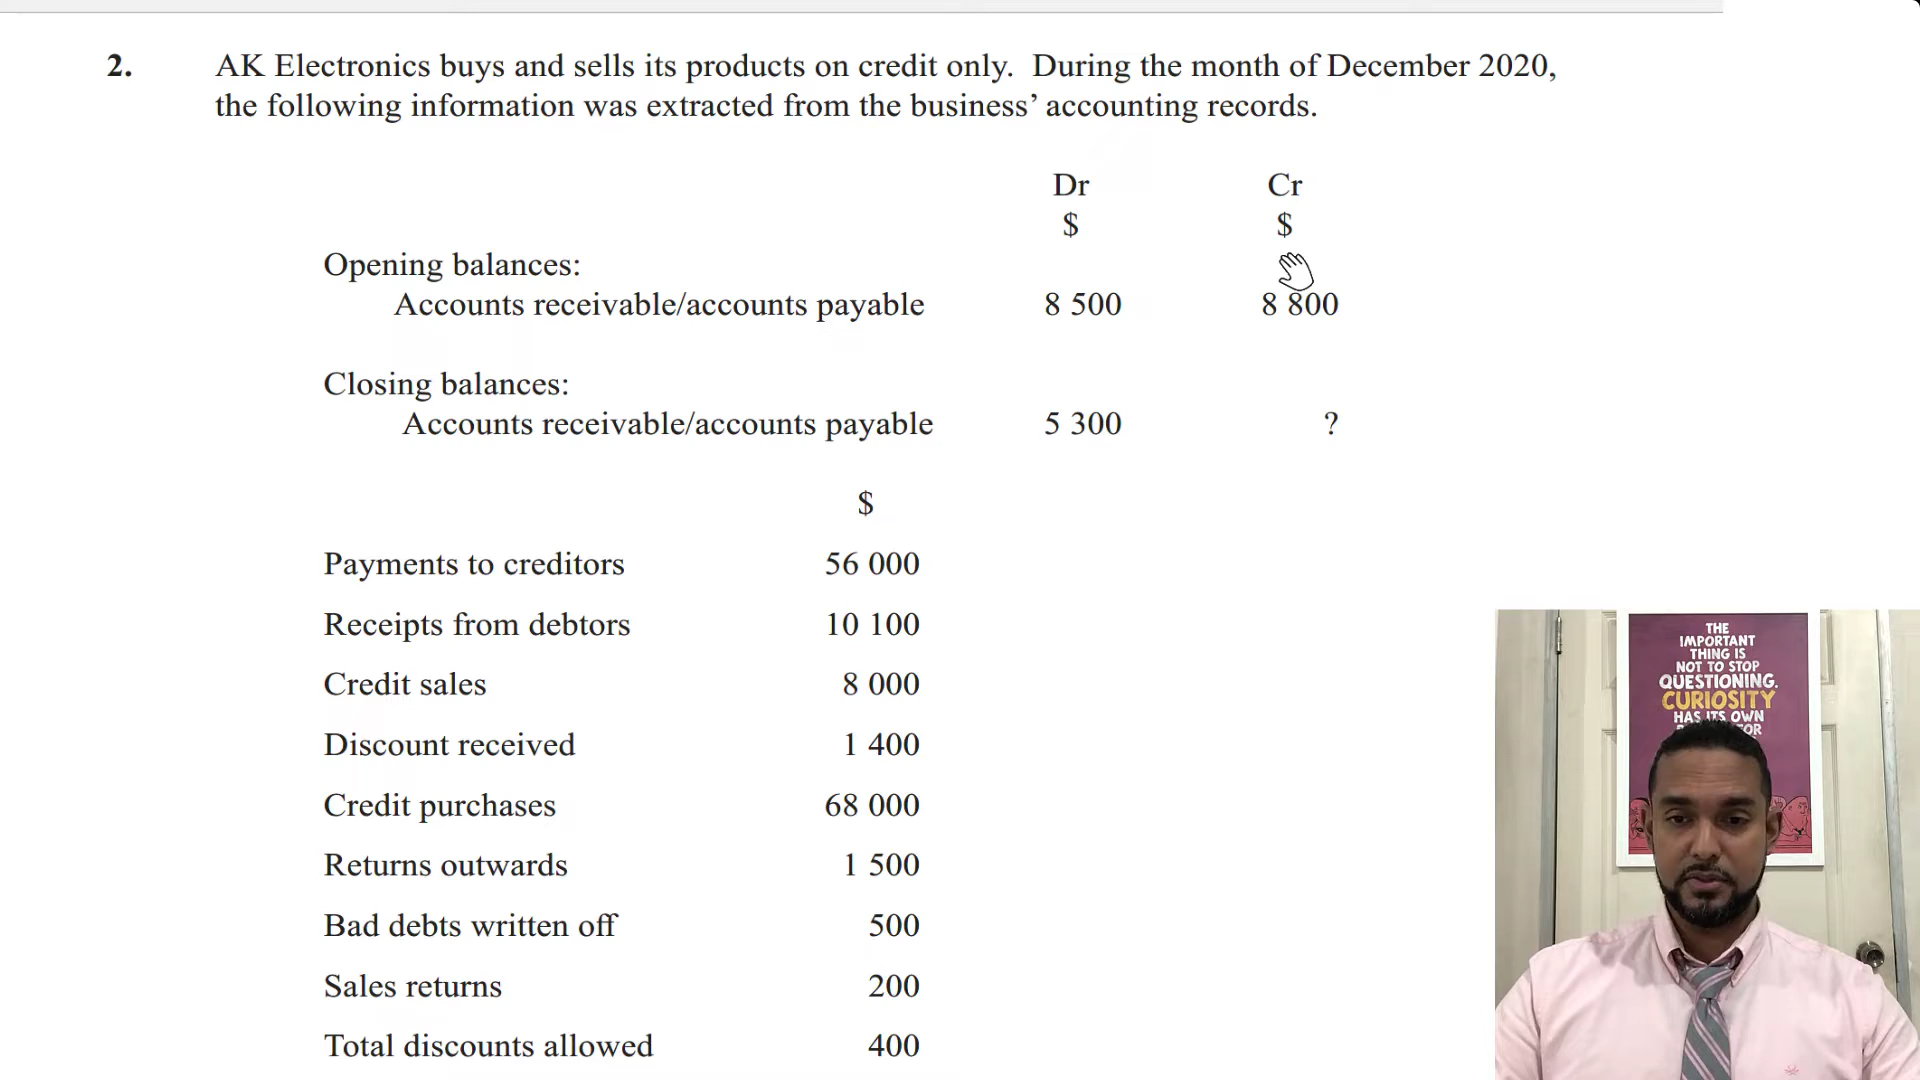 2. AK Electronics buys and sells its products on credit only. During the month of December 2020,
the following information was extracted from the business’ accounting records.
Dr Cr
$ $
Opening balances:
Accounts receivable/accounts payable 8 500 8 800
Closing balances:
Accounts receivable/accounts payable 5 300 ?
$
Payments to creditors 56 000
Receipts from debtors 10 100
Credit sales 8 000
Discount received 1 400
Credit purchases 68 000
Returns outwards 1 500
Bad debts written off 500
Sales returns 200
Total discounts allowed 400
THE
IMPORTANT
THING IS
NOT TO STOP
QUESTIONING.
CURIOSITY
HAS ITS OWN